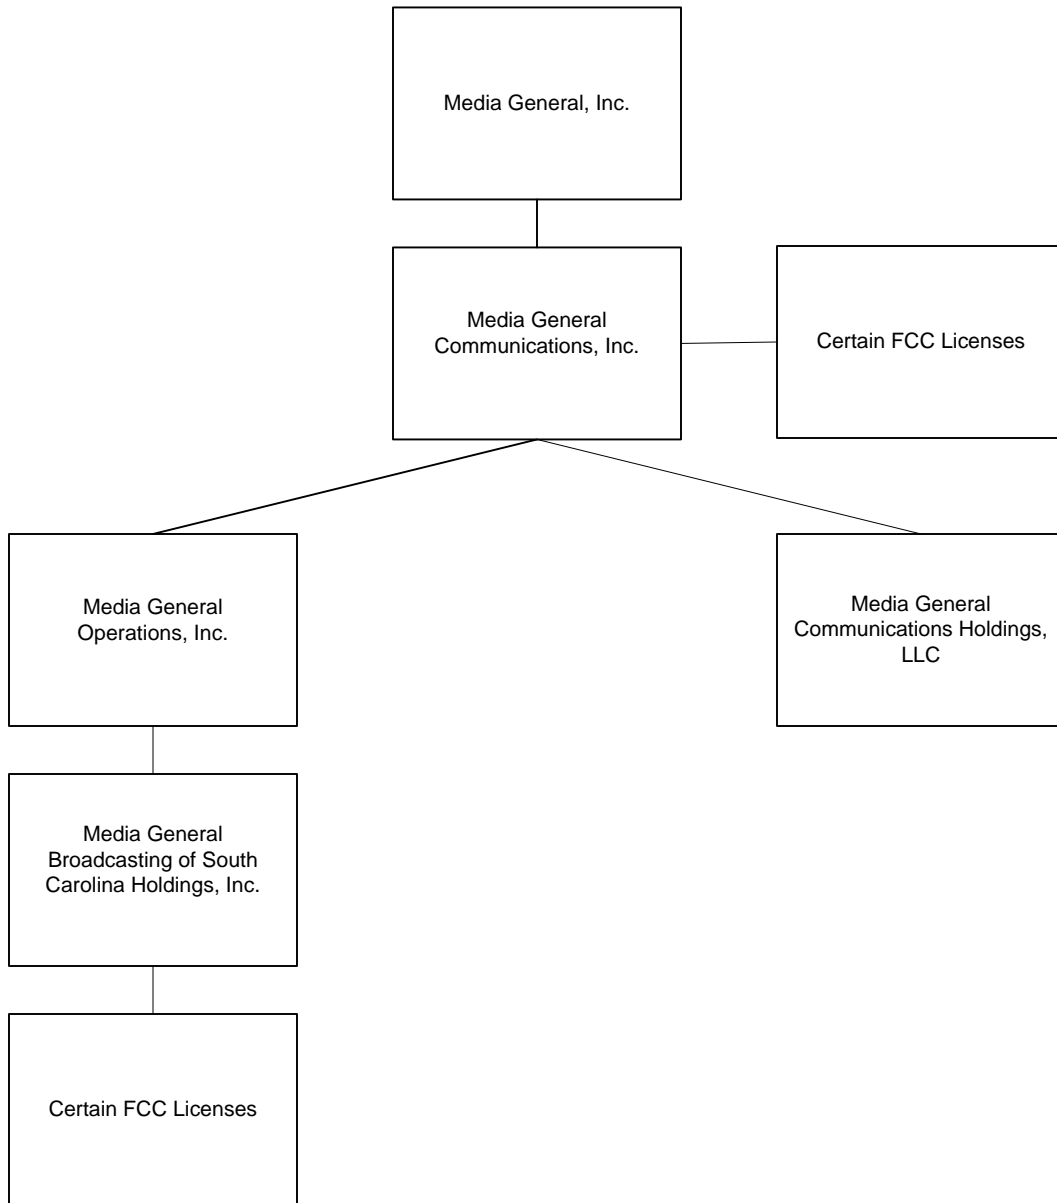 Media General, Inc.
Media General
Communications, Inc.
Certain FCC Licenses
Media General
Operations, Inc.
Media General
Communications Holdings,
LLC
Media General
Broadcasting of South
Carolina Holdings, Inc.
Certain FCC Licenses